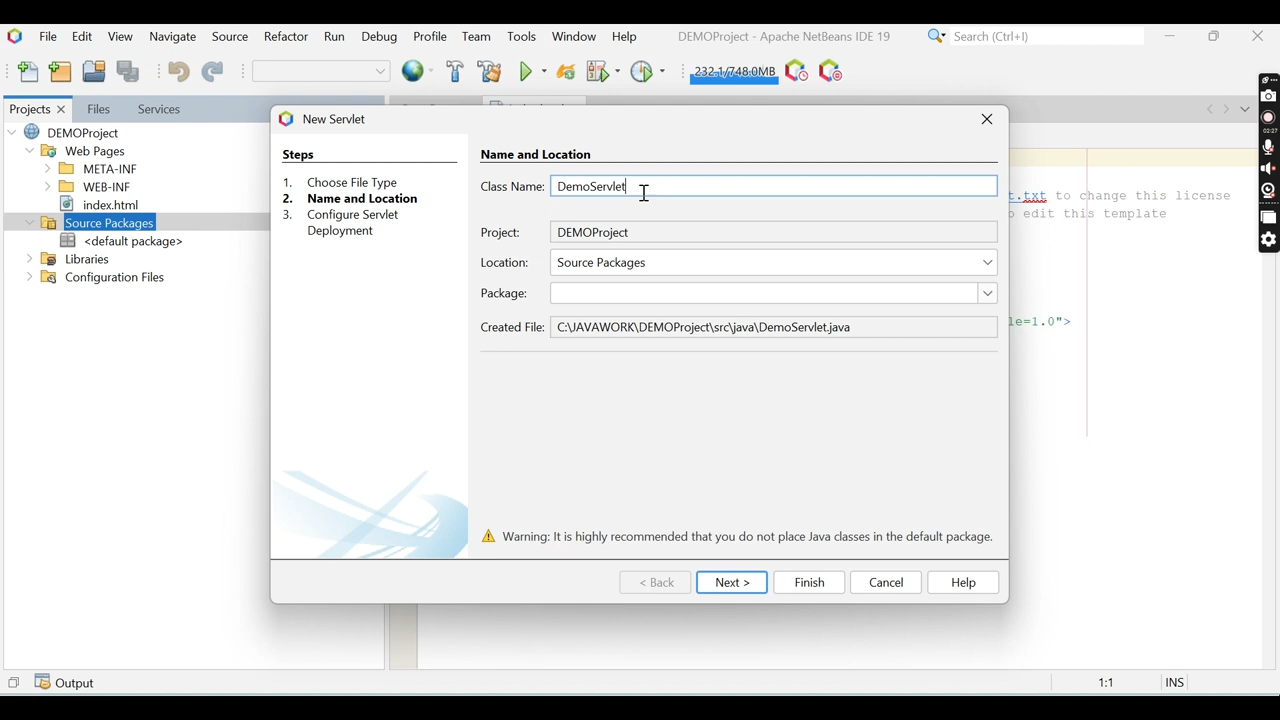 File Edit View Navigate Source Refactor Run Debug Profile Team Tools Window Help DEMOProject - Apache NetBeans IDE 19 Search (Ctrl+I)
232.1/748.0MB
Projects Files Services
DEMOProject
Web Pages
META-INF
WEB-INF
index.html
Source Packages
<default package>
Libraries
Configuration Files
New Servlet
Steps
1. Choose File Type
2. Name and Location
3. Configure Servlet
Deployment
Name and Location
Class Name: DemoServlet
Project: DEMOProject
Location: Source Packages
Package:
Created File: C:\JAVAWORK\DEMOProject\src\java\DemoServlet.java
Warning: It is highly recommended that you do not place Java classes in the default package.
< Back Next > Finish Cancel Help
t.txt to change this license
o edit this template
le=1.0">
02:27
Output
1:1 INS